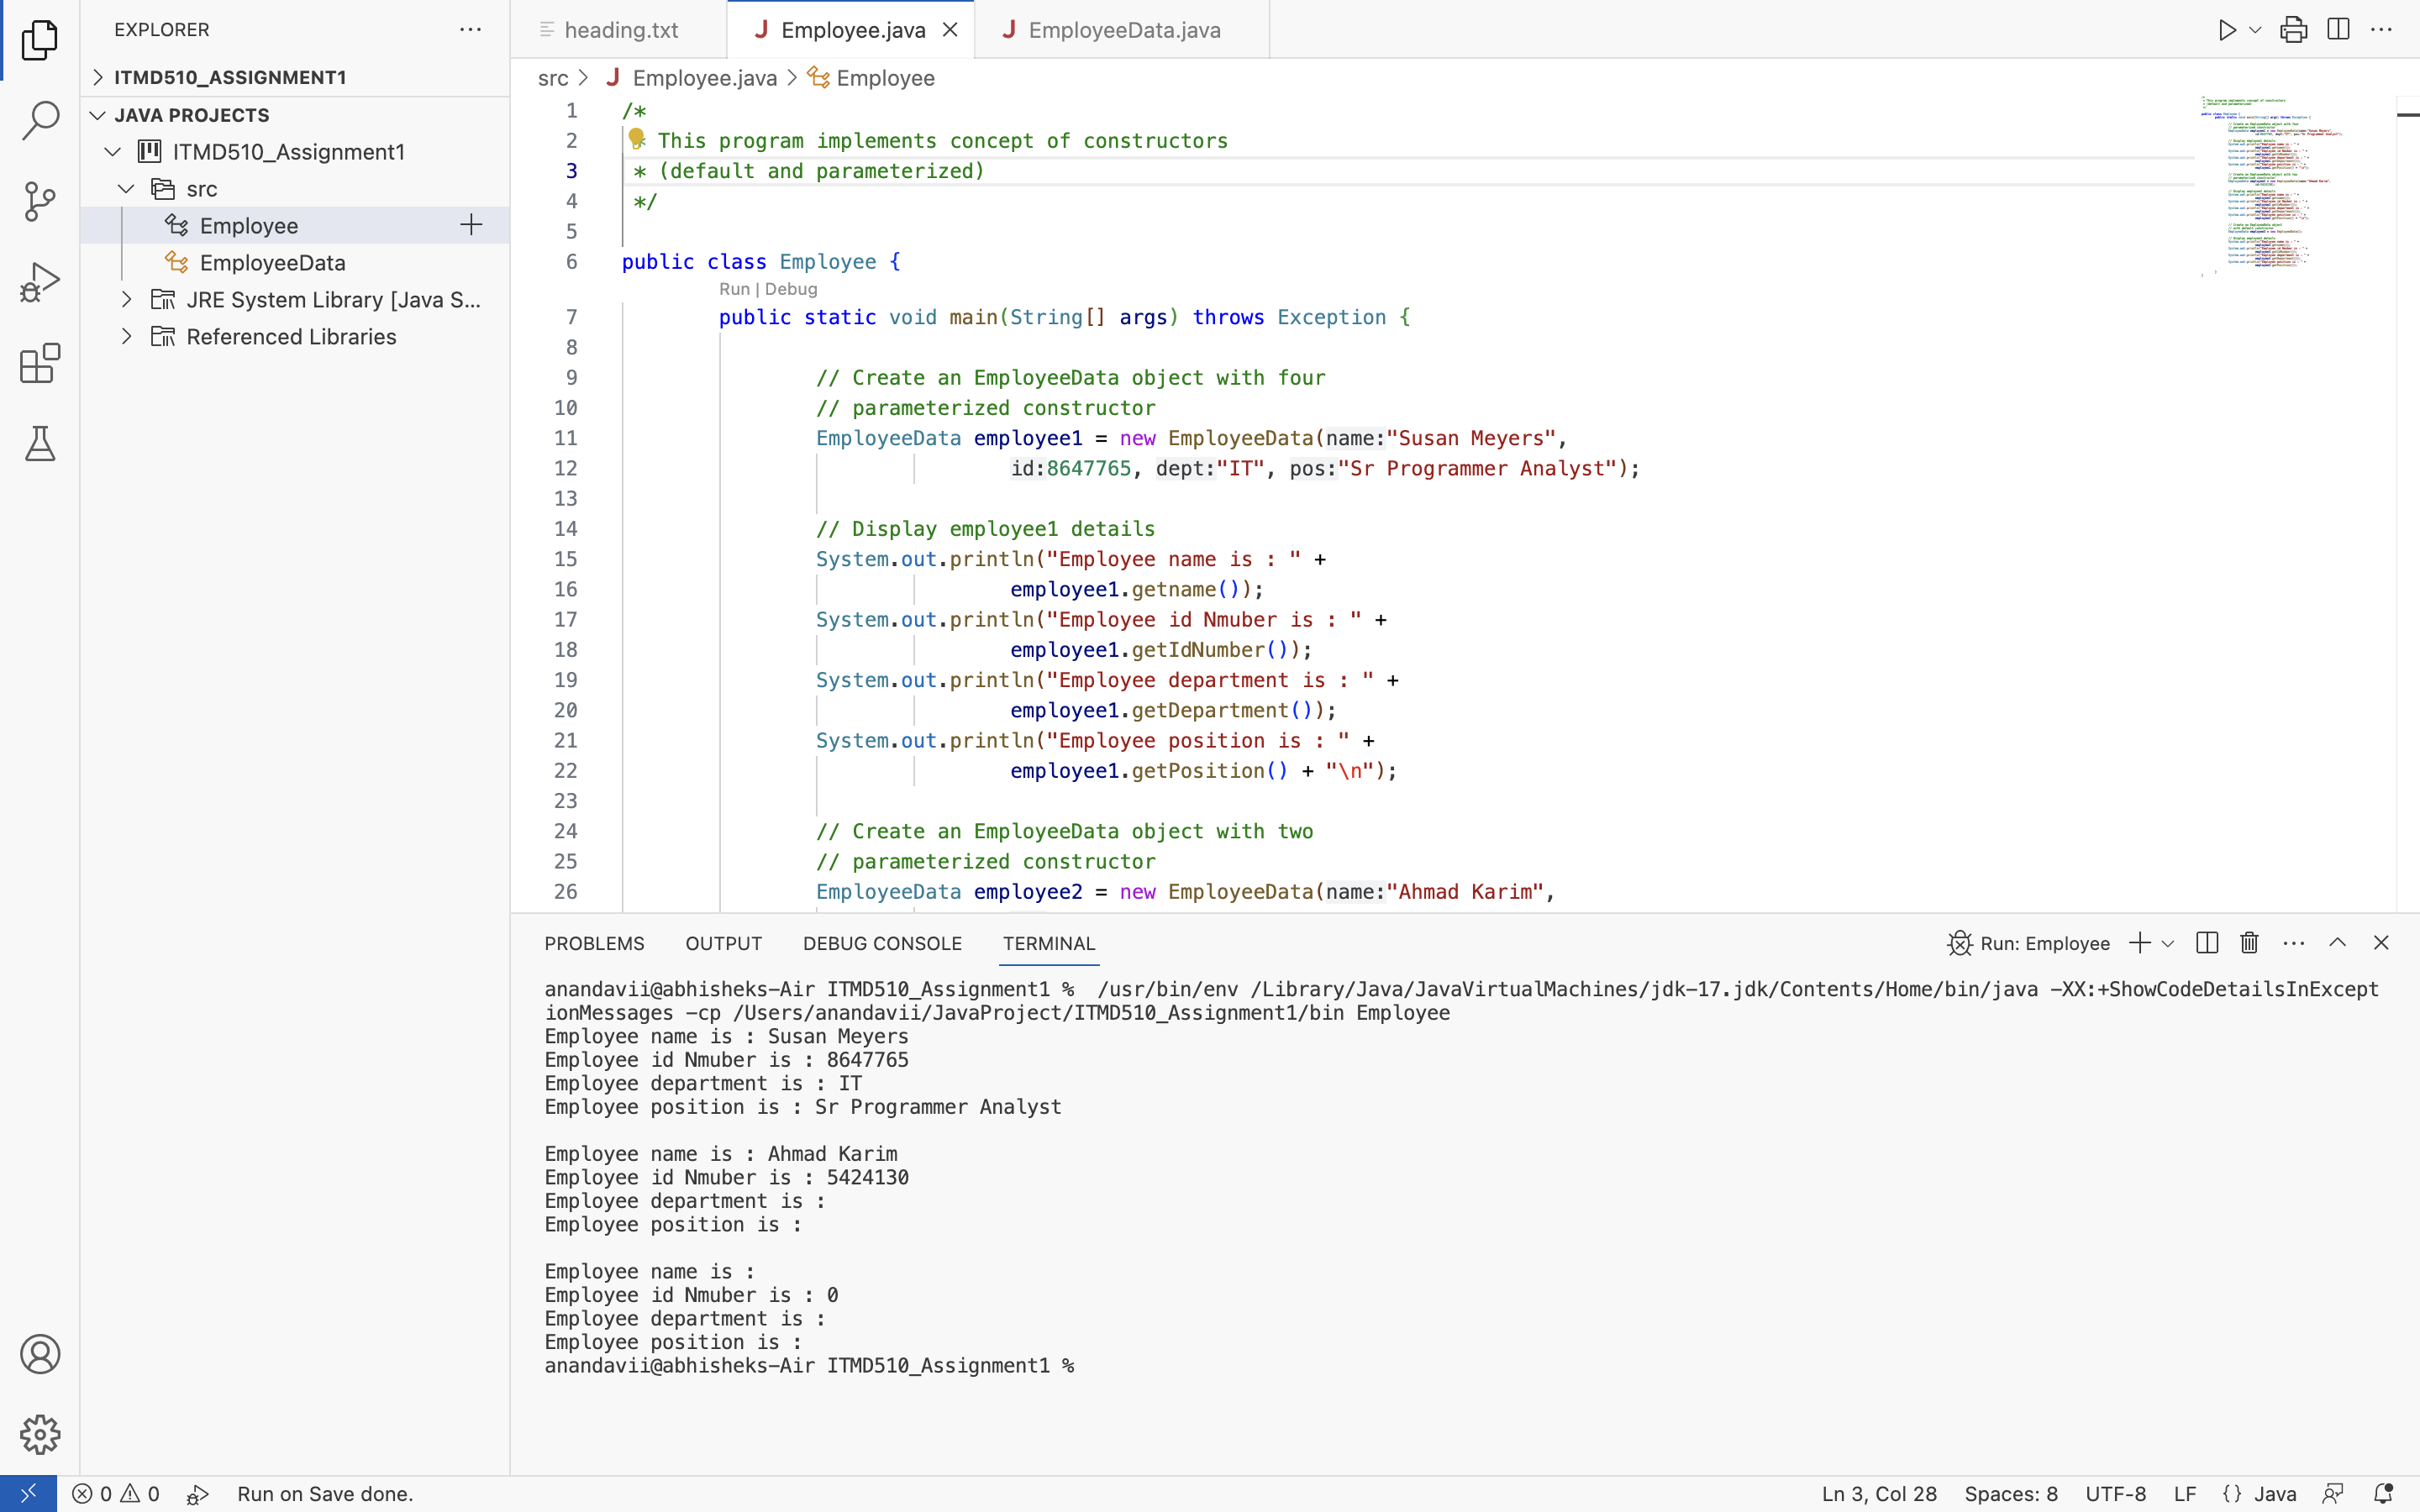 EXPLORER
ITMD510_ASSIGNMENT1
JAVA PROJECTS
ITMD510_Assignment1
src
Employee
EmployeeData
JRE System Library [Java S...
Referenced Libraries
heading.txt
J Employee.java
J EmployeeData.java
src > J Employee.java > Employee
1 /*
2 * This program implements concept of constructors
3 * (default and parameterized)
4 */
5
6 public class Employee {
Run | Debug
7 public static void main(String[] args) throws Exception {
8
9 // Create an EmployeeData object with four
10 // parameterized constructor
11 EmployeeData employee1 = new EmployeeData(name:"Susan Meyers",
12 id:8647765, dept:"IT", pos:"Sr Programmer Analyst");
13
14 // Display employee1 details
15 System.out.println("Employee name is : " +
16 employee1.getname());
17 System.out.println("Employee id Nmuber is : " +
18 employee1.getIdNumber());
19 System.out.println("Employee department is : " +
20 employee1.getDepartment());
21 System.out.println("Employee position is : " +
22 employee1.getPosition() + "\n");
23
24 // Create an EmployeeData object with two
25 // parameterized constructor
26 EmployeeData employee2 = new EmployeeData(name:"Ahmad Karim",
PROBLEMS OUTPUT DEBUG CONSOLE TERMINAL
Run: Employee
anandavii@abhisheks-Air ITMD510_Assignment1 % /usr/bin/env /Library/Java/JavaVirtualMachines/jdk-17.jdk/Contents/Home/bin/java -XX:+ShowCodeDetailsInExcept
ionMessages -cp /Users/anandavii/JavaProject/ITMD510_Assignment1/bin Employee
Employee name is : Susan Meyers
Employee id Nmuber is : 8647765
Employee department is : IT
Employee position is : Sr Programmer Analyst
Employee name is : Ahmad Karim
Employee id Nmuber is : 5424130
Employee department is :
Employee position is :
Employee name is :
Employee id Nmuber is : 0
Employee department is :
Employee position is :
anandavii@abhisheks-Air ITMD510_Assignment1 %
0 0 Run on Save done.
Ln 3, Col 28 Spaces: 8 UTF-8 LF {} Java